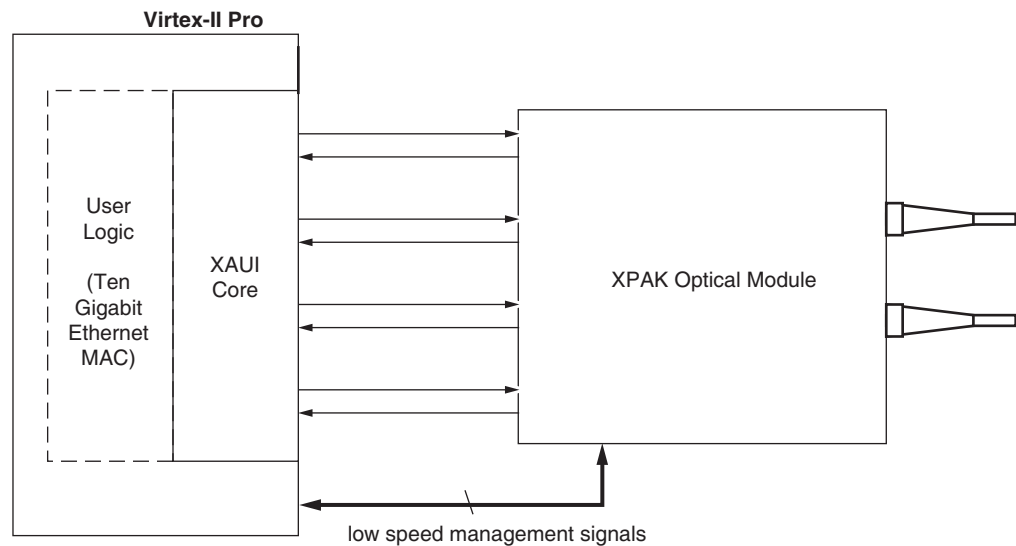 Virtex-II Pro
User
Logic
(Ten
Gigabit
Ethernet
MAC)
XAUI
Core
XPAK Optical Module
low speed management signals